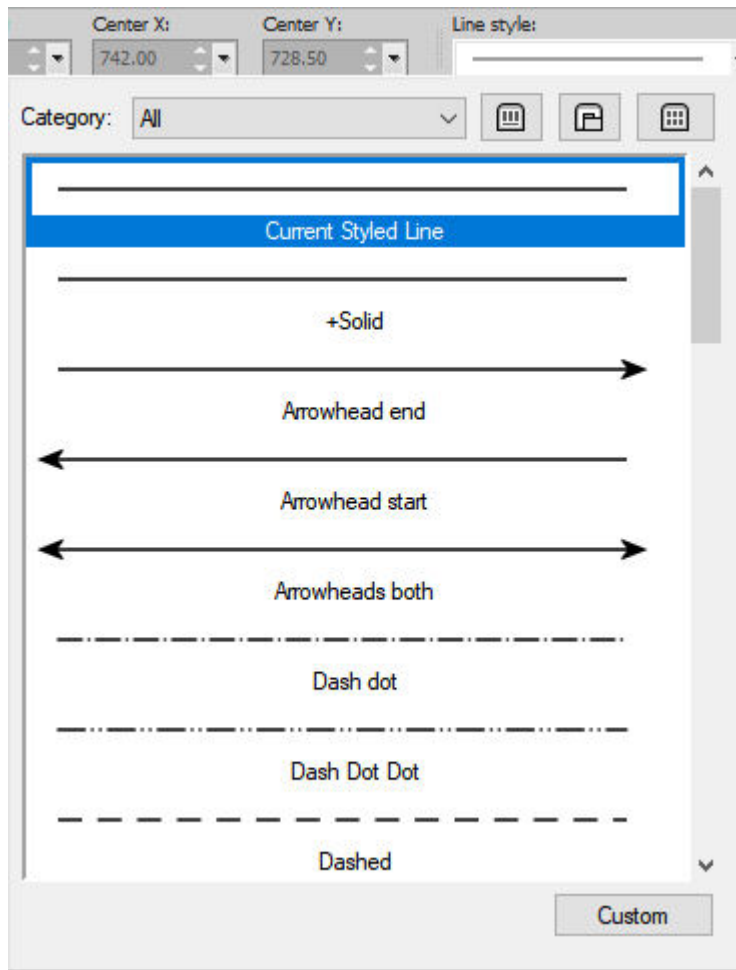 Center X: Center Y: Line style:
742.00 728.50
Category: All
Current Styled Line
+Solid
Arrowhead end
Arrowhead start
Arrowheads both
Dash dot
Dash Dot Dot
Dashed
Custom